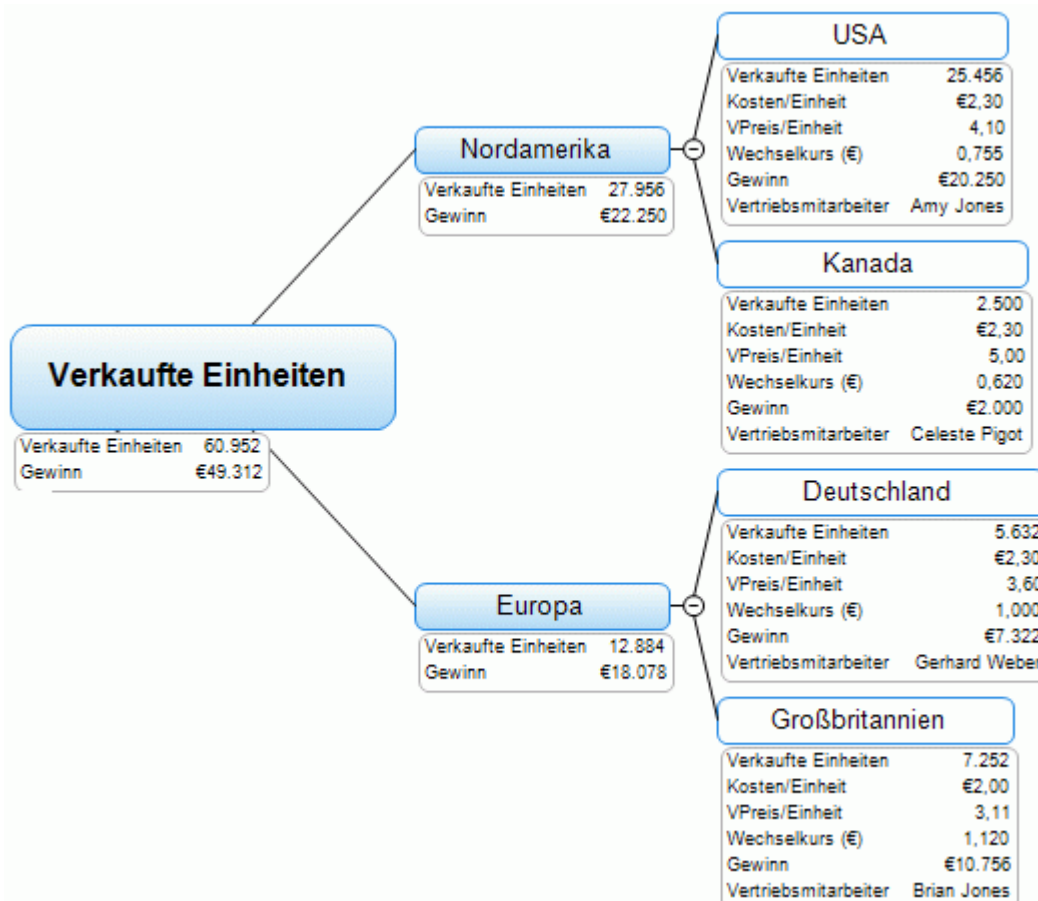 USA
Verkaufte Einheiten 25.456
Kosten/Einheit €2,30
VPreis/Einheit 4,10
Wechselkurs (€) 0,755
Gewinn €20.250
Vertriebsmitarbeiter Amy Jones
Nordamerika
Verkaufte Einheiten 27.956
Gewinn €22.250
Kanada
Verkaufte Einheiten 2.500
Kosten/Einheit €2,30
VPreis/Einheit 5,00
Wechselkurs (€) 0,620
Gewinn €2.000
Vertriebsmitarbeiter Celeste Pigot
Verkaufte Einheiten
Verkaufte Einheiten 60.952
Gewinn €49.312
Deutschland
Verkaufte Einheiten 5.632
Kosten/Einheit €2,30
VPreis/Einheit 3,60
Wechselkurs (€) 1,000
Gewinn €7.322
Vertriebsmitarbeiter Gerhard Weber
Europa
Verkaufte Einheiten 12.884
Gewinn €18.078
Großbritannien
Verkaufte Einheiten 7.252
Kosten/Einheit €2,00
VPreis/Einheit 3,11
Wechselkurs (€) 1,120
Gewinn €10.756
Vertriebsmitarbeiter Brian Jones